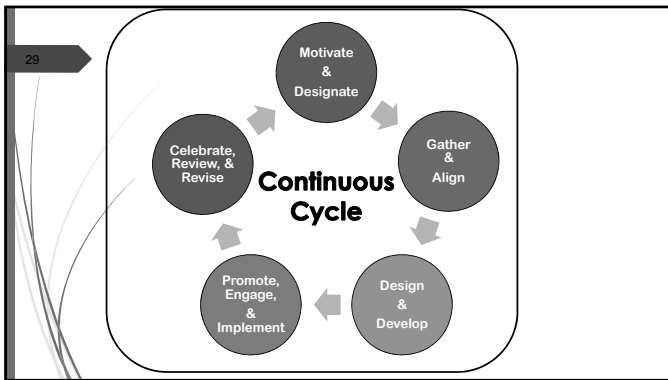 29
Motivate
&
Designate
Gather
&
Align
Design
&
Develop
Promote,
Engage,
&
Implement
Celebrate,
Review, &
Revise
Continuous
Cycle